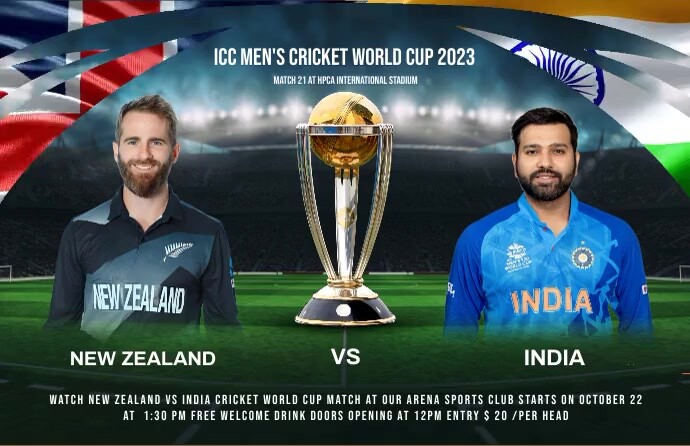 ICC MEN'S CRICKET WORLD CUP 2023
MATCH 21 AT HPCA INTERNATIONAL STADIUM
NEW ZEALAND
INDIA
NEW ZEALAND
VS
INDIA
WATCH NEW ZEALAND VS INDIA CRICKET WORLD CUP MATCH AT OUR ARENA SPORTS CLUB STARTS ON OCTOBER 22
AT 1:30 PM FREE WELCOME DRINK DOORS OPENING AT 12PM ENTRY $ 20 /PER HEAD